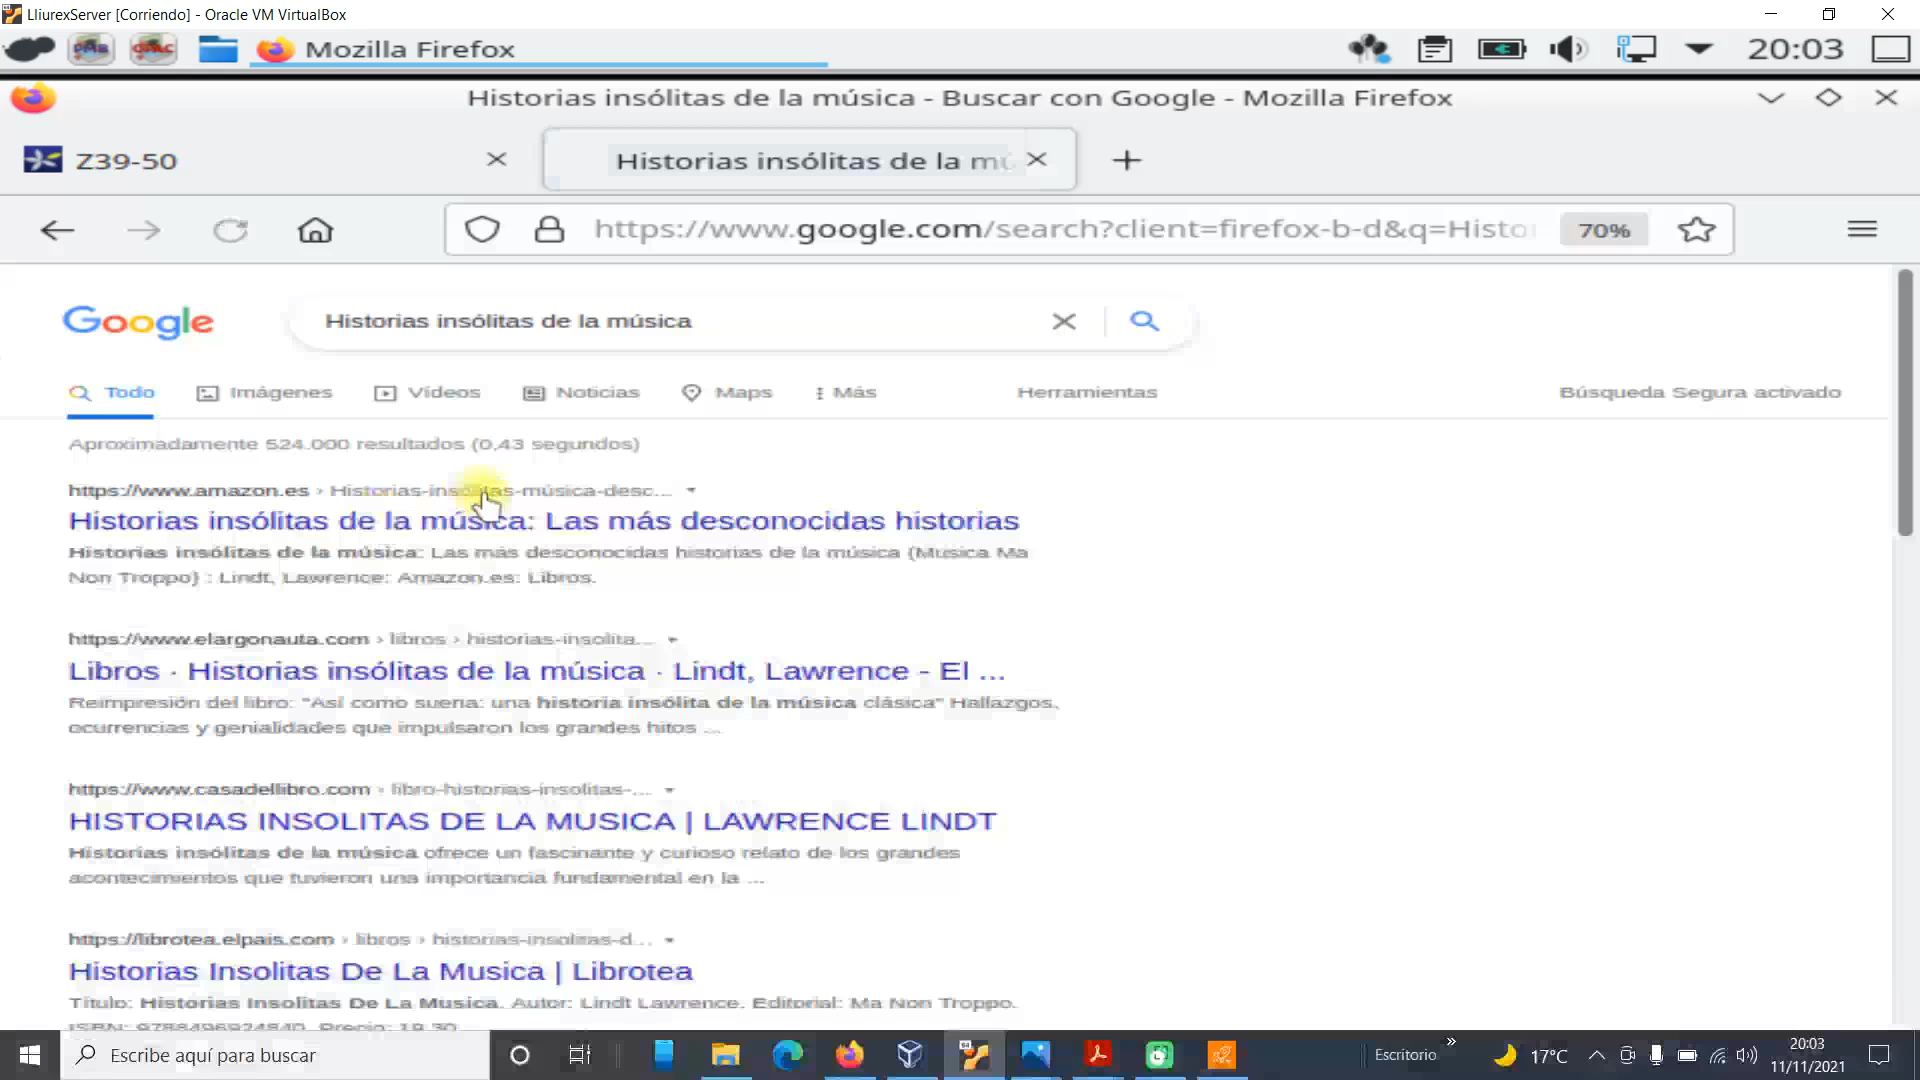 LliurexServer [Corriendo] - Oracle VM VirtualBox
Mozilla Firefox
20:03
Historias insólitas de la música - Buscar con Google - Mozilla Firefox
Z39-50
Historias insólitas de la mú
https://www.google.com/search?client=firefox-b-d&q=Histo
70%
Google
Historias insólitas de la música
Todo
Imágenes
Vídeos
Noticias
Maps
Más
Herramientas
Búsqueda Segura activado
Aproximadamente 524.000 resultados (0,43 segundos)
https://www.amazon.es › Historias-insólitas-música-desc...
Historias insólitas de la música: Las más desconocidas historias
Historias insólitas de la música: Las más desconocidas historias de la música (Musica Ma
Non Troppo) : Lindt, Lawrence: Amazon.es: Libros.
https://www.elargonauta.com › libros › historias-insolita...
Libros · Historias insólitas de la música · Lindt, Lawrence - El ...
Reimpresión del libro: "Así como suena: una historia insólita de la música clásica" Hallazgos,
ocurrencias y genialidades que impulsaron los grandes hitos ...
https://www.casadellibro.com › libro-historias-insolitas-...
HISTORIAS INSOLITAS DE LA MUSICA | LAWRENCE LINDT
Historias insólitas de la música ofrece un fascinante y curioso relato de los grandes
acontecimientos que tuvieron una importancia fundamental en la ...
https://librotea.elpais.com › libros › historias-insolitas-d...
Historias Insolitas De La Musica | Librotea
Título: Historias Insolitas De La Musica. Autor: Lindt Lawrence. Editorial: Ma Non Troppo.
ISBN: 9788496924840. Precio: 19.30
Escribe aquí para buscar
Escritorio
17°C
20:03
11/11/2021